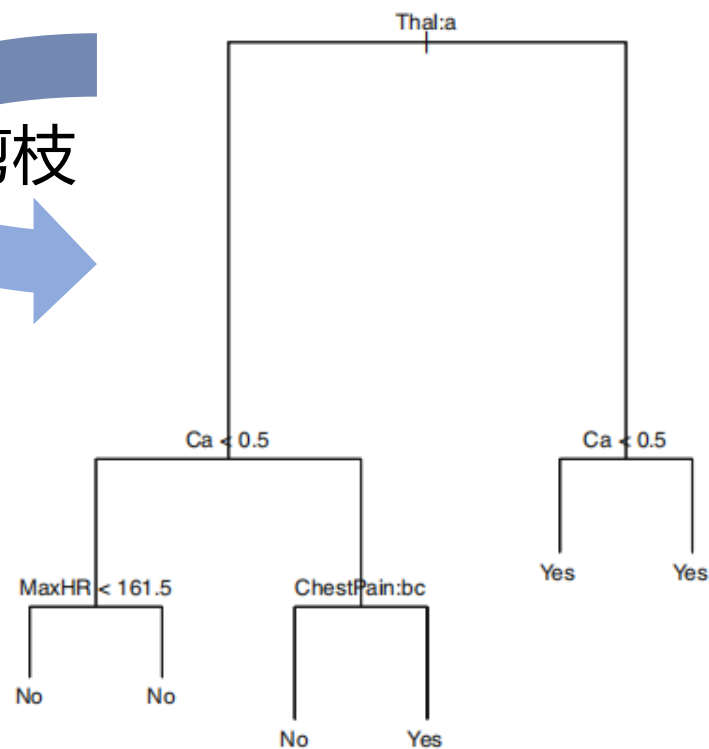 Thal:a
剪枝
Ca < 0.5
Ca < 0.5
MaxHR < 161.5
ChestPain:bc
Yes
Yes
No
No
No
Yes